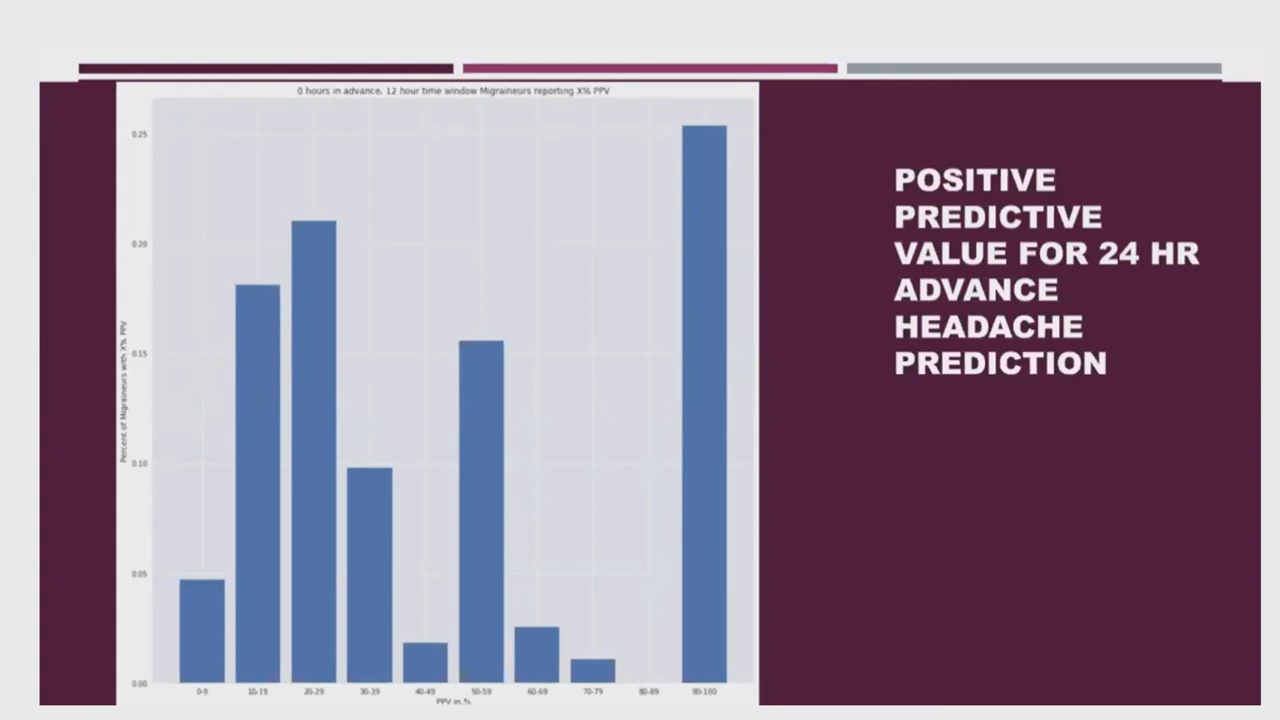 0 hours in advance, 12 hour time window Migraineurs reporting X% PPV
0.25
0.20
0.15
0.10
0.05
0.00
Percent of Migraineurs with X% PPV
0-9 10-19 20-29 30-39 40-49 50-59 60-69 70-79 80-89 90-100
PPV in %
POSITIVE
PREDICTIVE
VALUE FOR 24 HR
ADVANCE
HEADACHE
PREDICTION